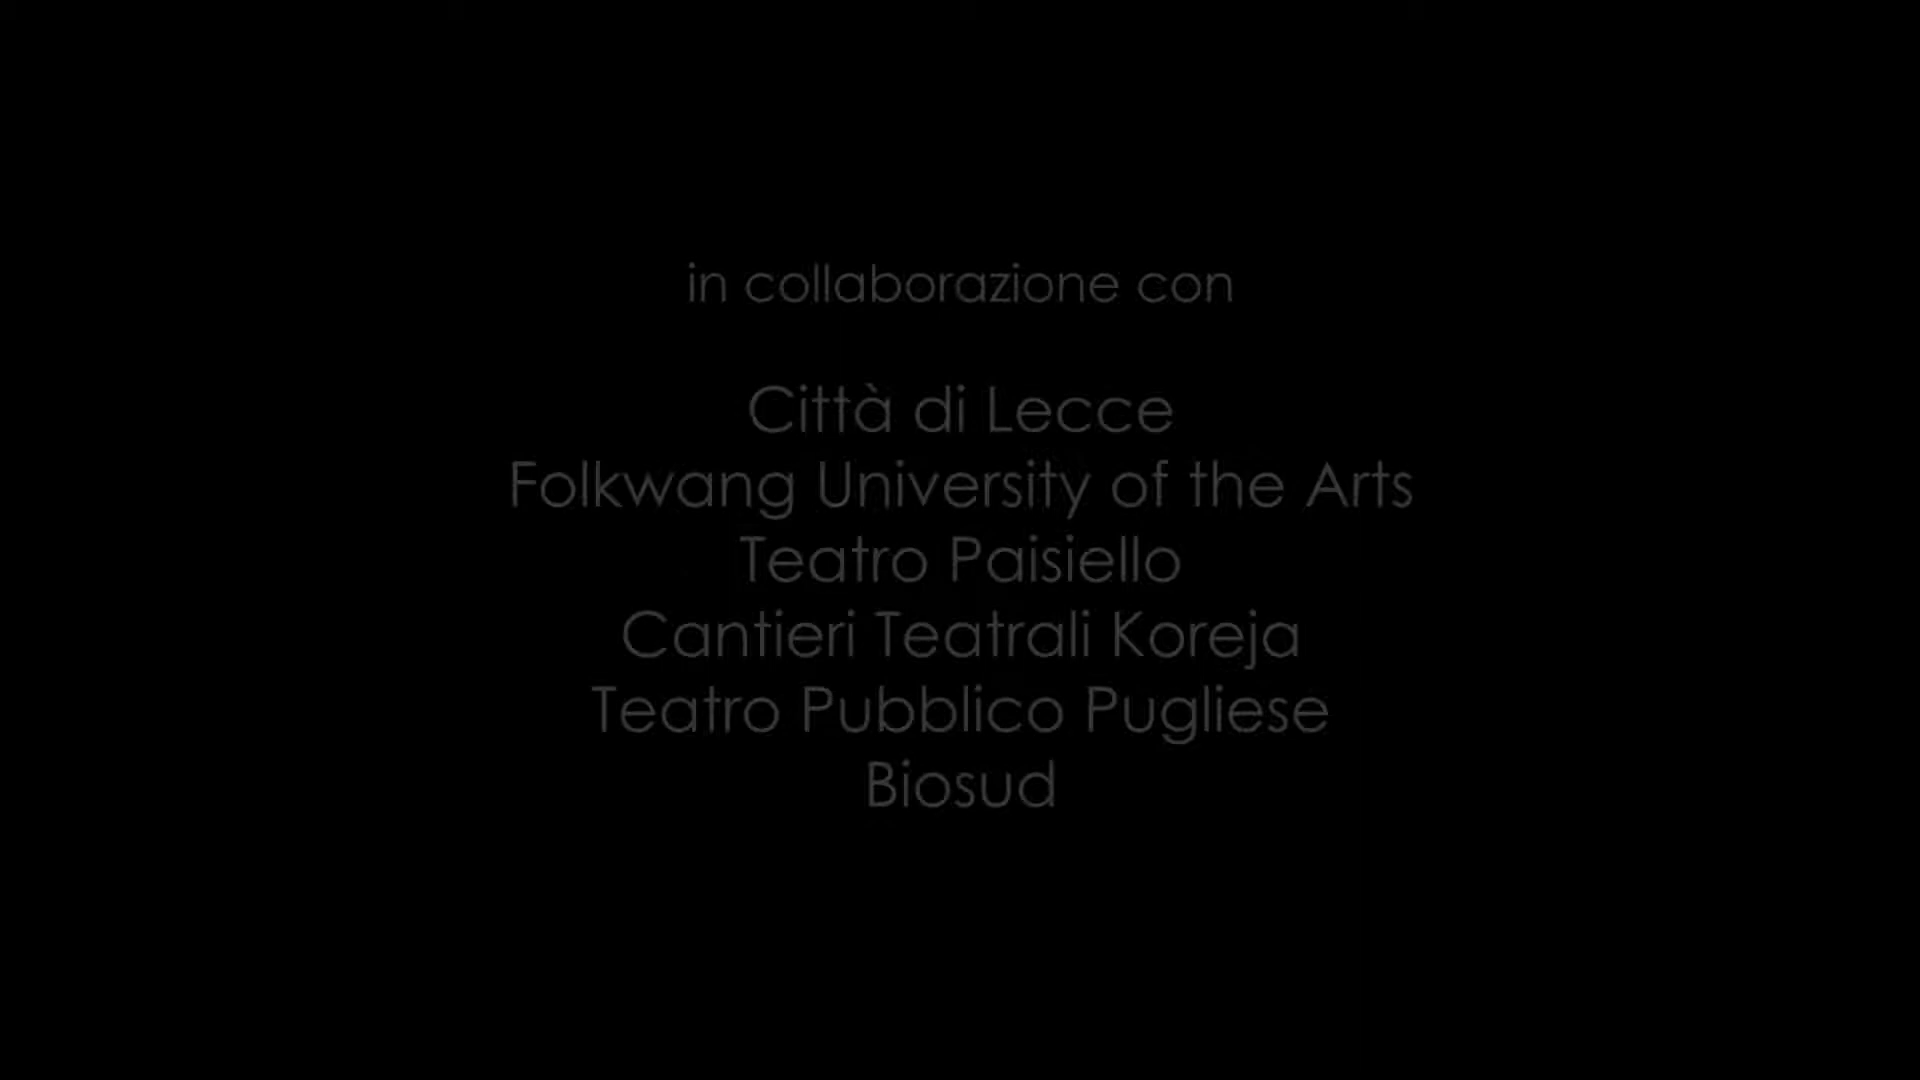 in collaborazione con
Città di Lecce
Folkwang University of the Arts
Teatro Paisiello
Cantieri Teatrali Koreja
Teatro Pubblico Pugliese
Biosud